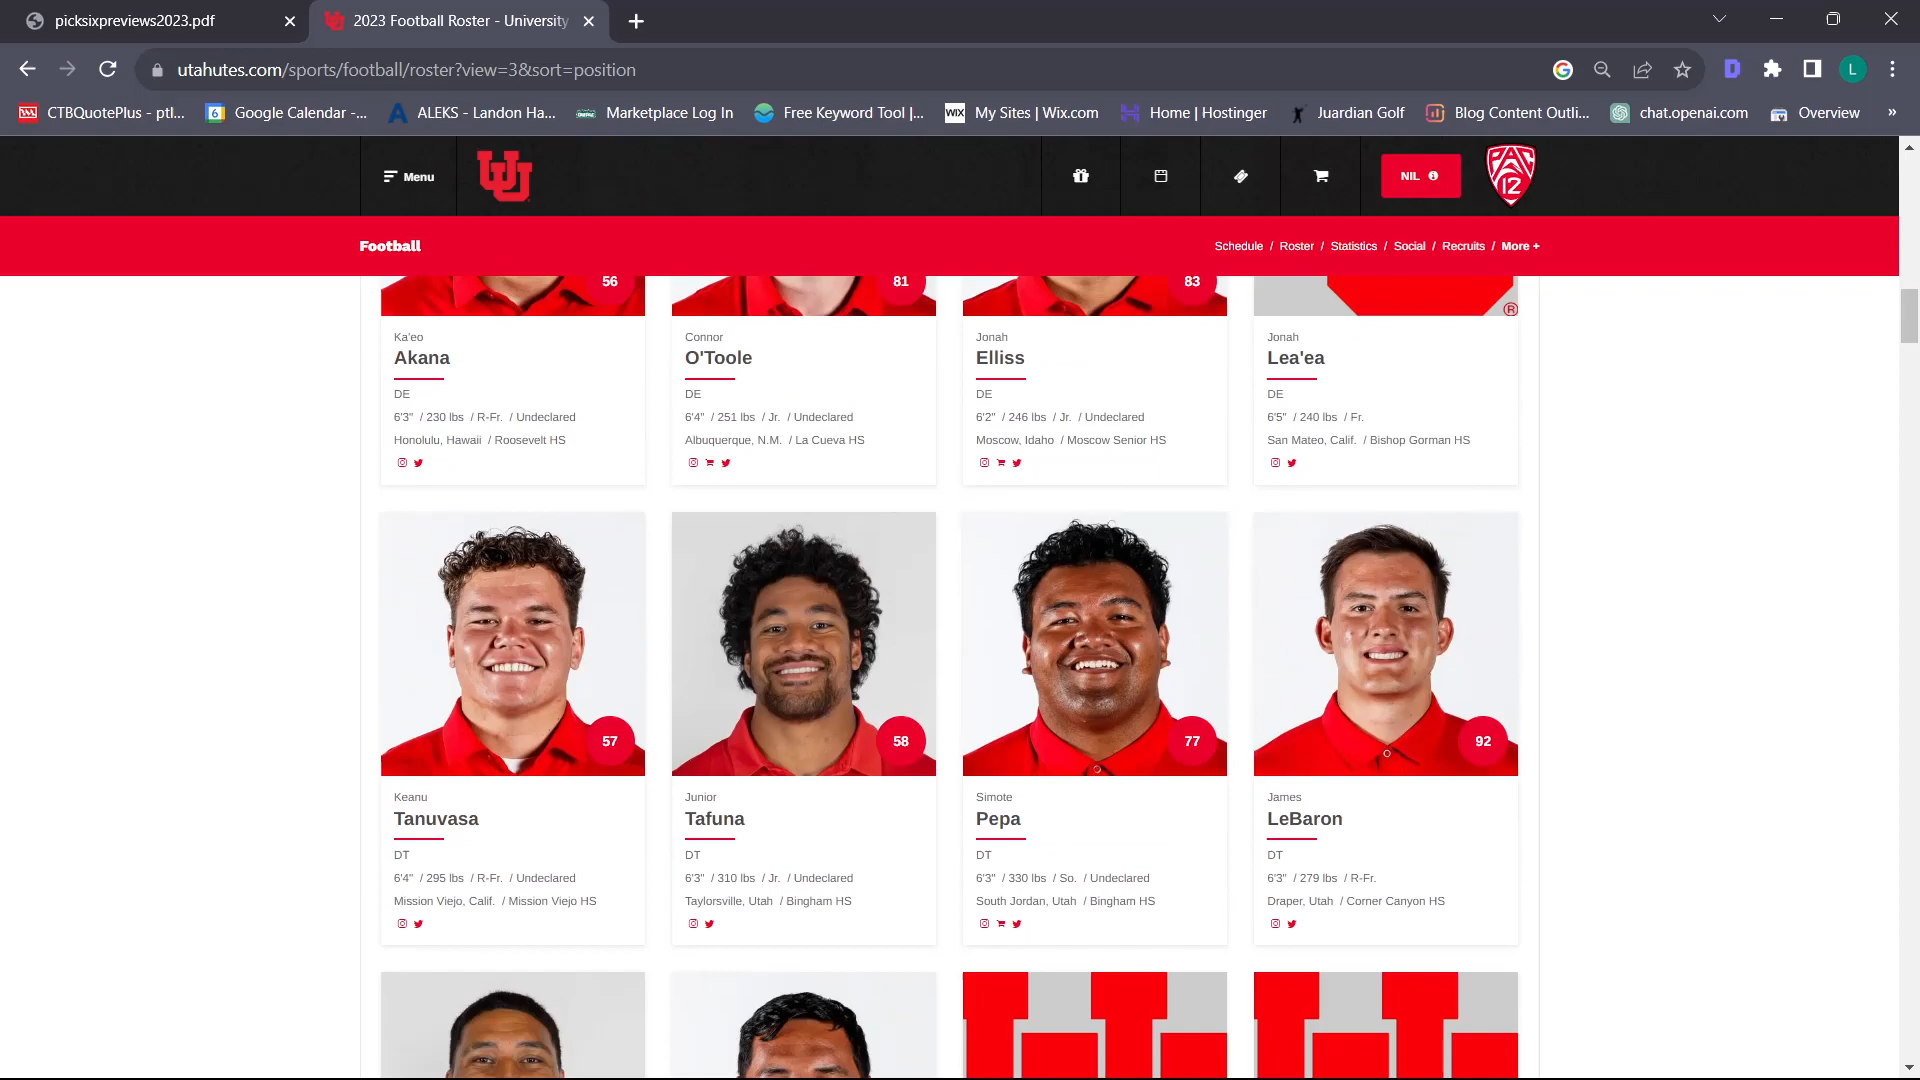 picksixpreviews2023.pdf
2023 Football Roster - University
utahutes.com/sports/football/roster?view=3&sort=position
L
CTBQuotePlus - ptl...
6 Google Calendar -...
ALEKS - Landon Ha...
Marketplace Log In
Free Keyword Tool |...
WIX My Sites | Wix.com
Home | Hostinger
Juardian Golf
Blog Content Outli...
chat.openai.com
Overview
»
Menu
NIL
PAC 12
Football
Schedule / Roster / Statistics / Social / Recruits / More +
56
81
83
®
Ka'eo
Akana
DE
6'3" / 230 lbs / R-Fr. / Undeclared
Honolulu, Hawaii / Roosevelt HS
Connor
O'Toole
DE
6'4" / 251 lbs / Jr. / Undeclared
Albuquerque, N.M. / La Cueva HS
Jonah
Elliss
DE
6'2" / 246 lbs / Jr. / Undeclared
Moscow, Idaho / Moscow Senior HS
Jonah
Lea'ea
DE
6'5" / 240 lbs / Fr.
San Mateo, Calif. / Bishop Gorman HS
57
58
77
92
Keanu
Tanuvasa
DT
6'4" / 295 lbs / R-Fr. / Undeclared
Mission Viejo, Calif. / Mission Viejo HS
Junior
Tafuna
DT
6'3" / 310 lbs / Jr. / Undeclared
Taylorsville, Utah / Bingham HS
Simote
Pepa
DT
6'3" / 330 lbs / So. / Undeclared
South Jordan, Utah / Bingham HS
James
LeBaron
DT
6'3" / 279 lbs / R-Fr.
Draper, Utah / Corner Canyon HS